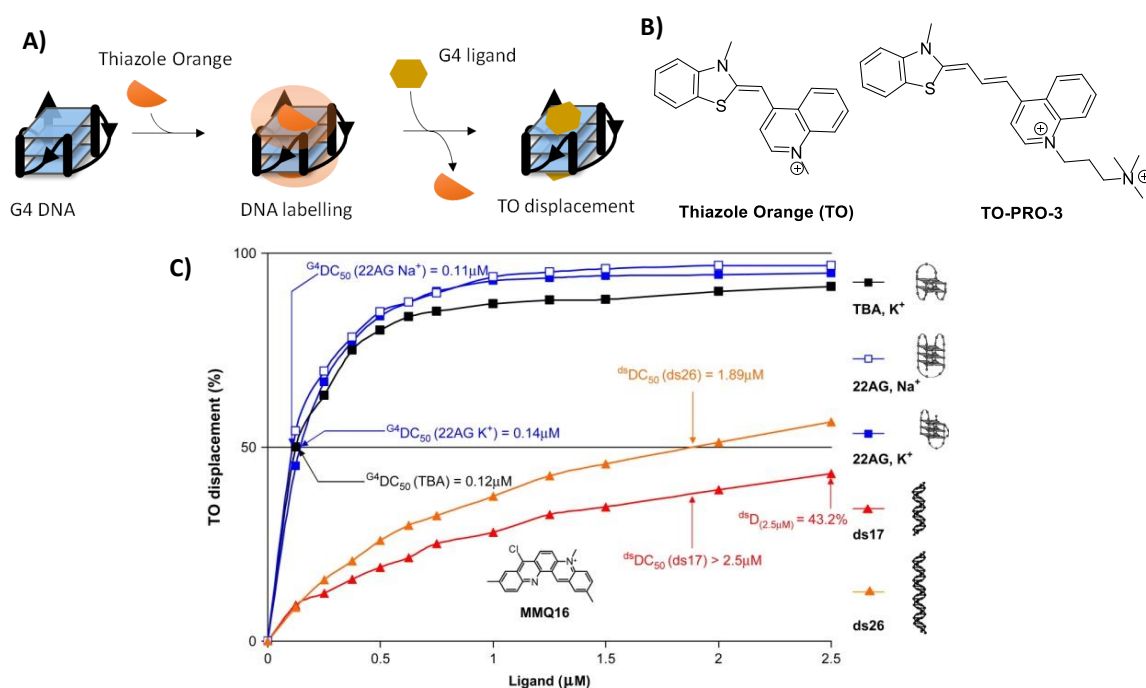 A)
Thiazole Orange
G4 ligand
G4 DNA
DNA labelling
TO displacement
B)
N
S
N
⊕
Thiazole Orange (TO)
N
S
⊕
N
N
⊕
TO-PRO-3
C)
TO displacement (%)
100
50
0
0
0.5
1
1.5
2
2.5
Ligand (μM)
G4DC50 (22AG Na+) = 0.11μM
G4DC50 (22AG K+) = 0.14μM
G4DC50 (TBA) = 0.12μM
dsDC50 (ds26) = 1.89μM
dsD(2.5μM) = 43.2%
dsDC50 (ds17) > 2.5μM
Cl
N+
N
MMQ16
TBA, K+
22AG, Na+
22AG, K+
ds17
ds26